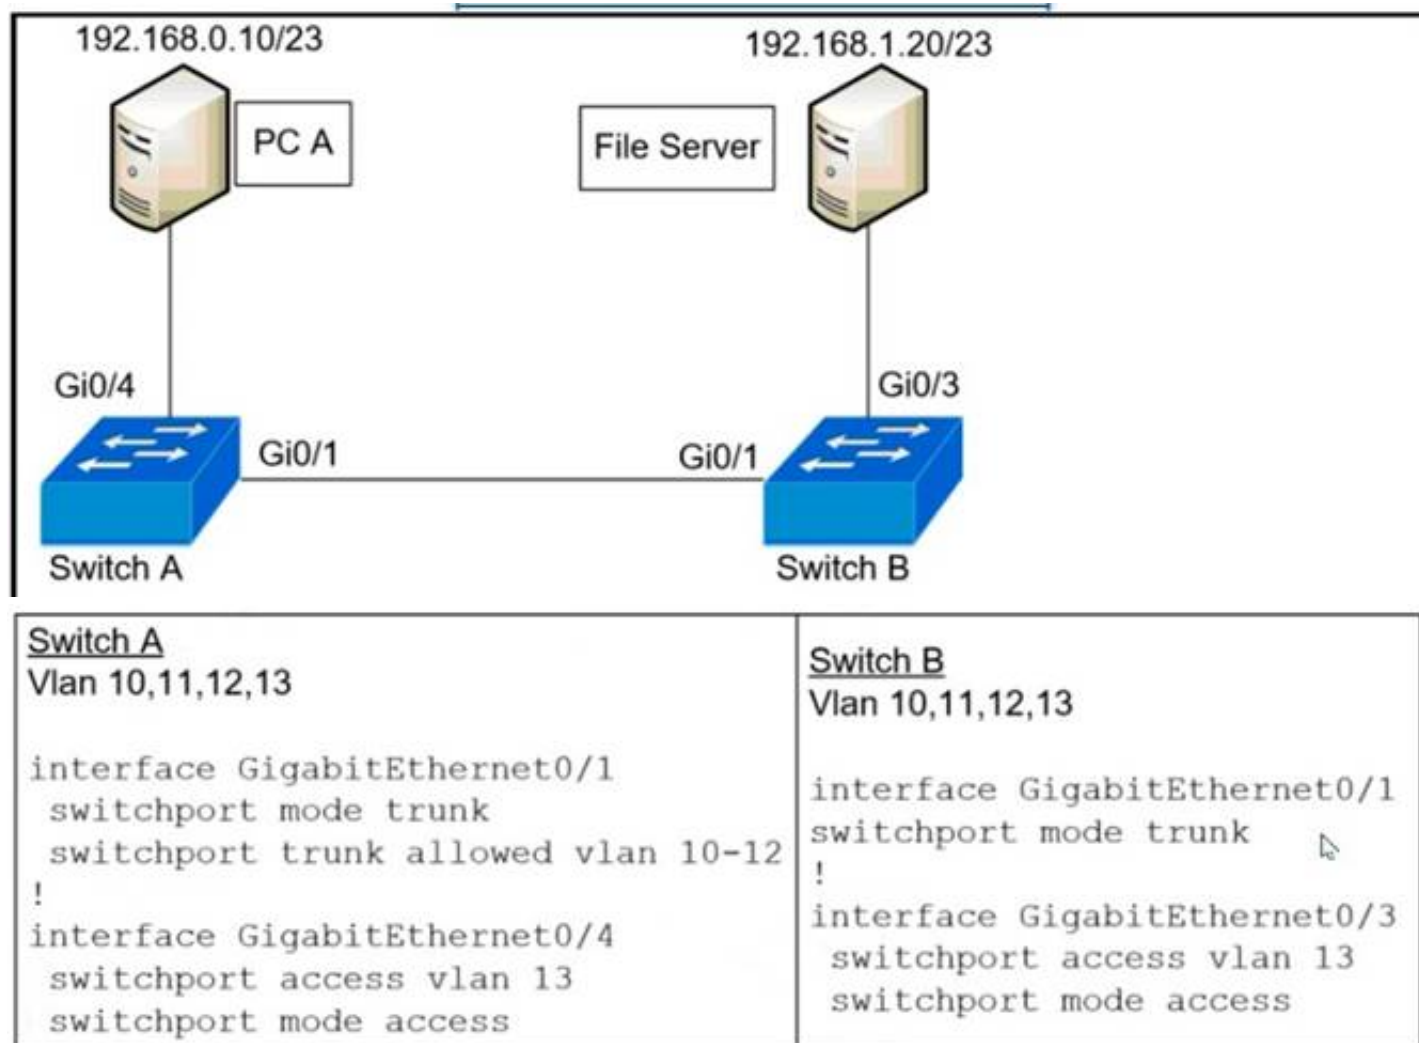 192.168.0.10/23
192.168.1.20/23
PC A
File Server
Gi0/4
Gi0/3
Gi0/1
Gi0/1
Switch A
Switch B
Switch A
Vlan 10,11,12,13
interface GigabitEthernet0/1
switchport mode trunk
switchport trunk allowed vlan 10-12
!
interface GigabitEthernet0/4
switchport access vlan 13
switchport mode access
Switch B
Vlan 10,11,12,13
interface GigabitEthernet0/1
switchport mode trunk
!
interface GigabitEthernet0/3
switchport access vlan 13
switchport mode access